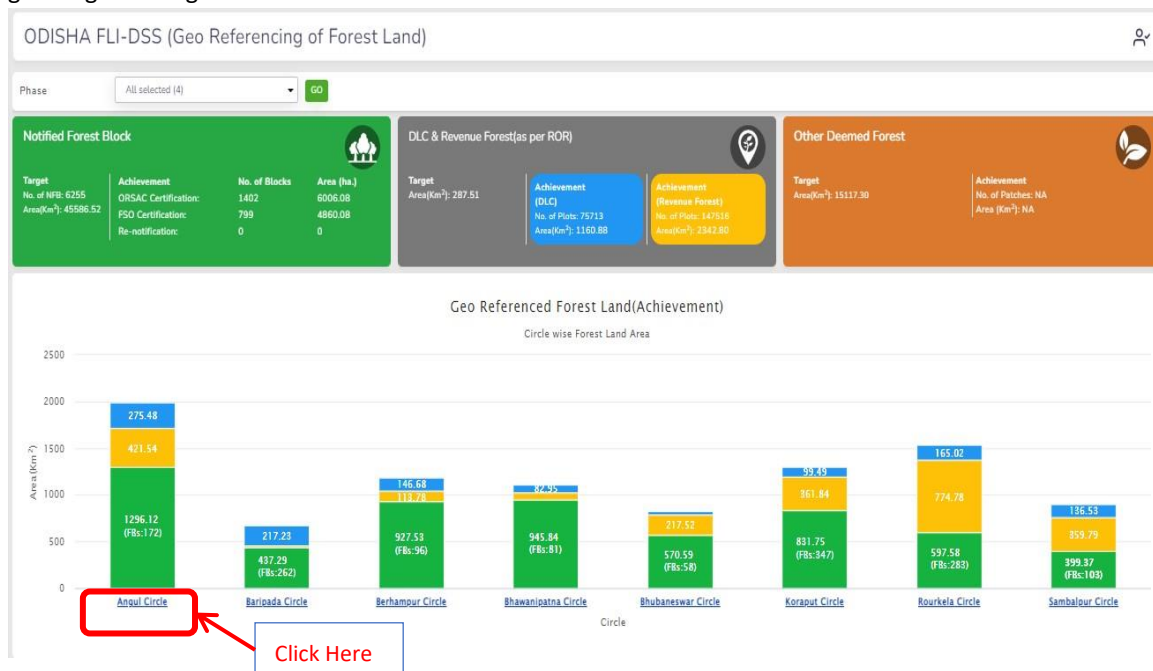 ODISHA FLI-DSS (Geo Referencing of Forest Land)
Phase All selected (4) GO
Notified Forest Block
Target
No. of NFB: 6255
Area(Km²): 45586.52
Achievement No. of Blocks Area (ha.)
ORSAC Certification: 1402 6006.08
FSO Certification: 799 4860.08
Re-notification: 0 0
DLC & Revenue Forest(as per ROR)
Target
Area(Km²): 287.51
Achievement
(DLC)
No. of Plots: 75713
Area(Km²): 1160.88
Achievement
(Revenue Forest)
No. of Plots: 147516
Area(Km²): 2342.80
Other Deemed Forest
Target
Area(Km²): 15117.30
Achievement
No. of Patches: NA
Area (Km²): NA
Geo Referenced Forest Land(Achievement)
Circle wise Forest Land Area
Area(Km²)
2500
2000
1500
1000
500
0
275.48
421.54
1296.12
(FBs:172)
217.23
437.29
(FBs:262)
146.68
113.78
927.53
(FBs:96)
82.95
945.84
(FBs:81)
217.52
570.59
(FBs:58)
99.49
361.84
831.75
(FBs:347)
165.02
774.78
597.58
(FBs:283)
136.53
359.79
399.37
(FBs:103)
Angul Circle Baripada Circle Berhampur Circle Bhawanipatna Circle Bhubaneswar Circle Koraput Circle Rourkela Circle Sambalpur Circle
Circle
Click Here